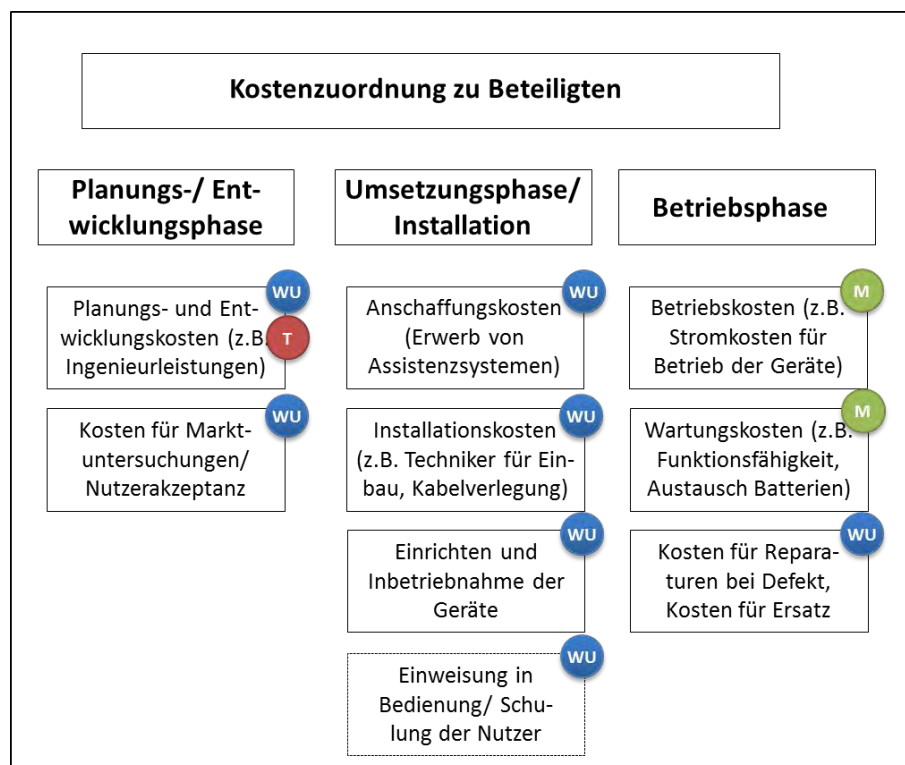 Kostenzuordnung zu Beteiligten
Planungs-/ Ent-
wicklungsphase
WU
Planungs- und Ent-
wicklungskosten (z.B.
T
Ingenieurleistungen)
WU
Kosten für Markt-
untersuchungen/
Nutzerakzeptanz
Umsetzungsphase/
Installation
WU
Anschaffungskosten
(Erwerb von
Assistenzsystemen)
WU
Installationskosten
(z.B. Techniker für Ein-
bau, Kabelverlegung)
WU
Einrichten und
Inbetriebnahme der
Geräte
WU
Einweisung in
Bedienung/ Schu-
lung der Nutzer
Betriebsphase
M
Betriebskosten (z.B.
Stromkosten für
Betrieb der Geräte)
M
Wartungskosten (z.B.
Funktionsfähigkeit,
Austausch Batterien)
WU
Kosten für Repara-
turen bei Defekt,
Kosten für Ersatz